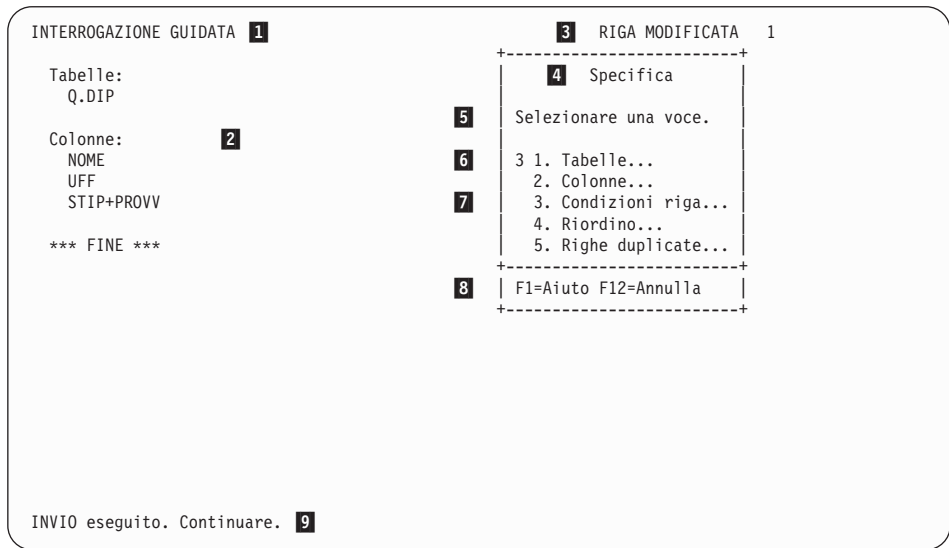 INTERROGAZIONE GUIDATA 1 3 RIGA MODIFICATA 1
+--------------------------+
Tabelle: | 4 Specifica |
Q.DIP | |
5 | Selezionare una voce. |
Colonne: 2 | |
NOME 6 | 3 1. Tabelle... |
UFF | 2. Colonne... |
STIP+PROVV 7 | 3. Condizioni riga... |
| 4. Riordino... |
*** FINE *** | 5. Righe duplicate... |
+--------------------------+
8 | F1=Aiuto F12=Annulla |
+--------------------------+
INVIO eseguito. Continuare. 9